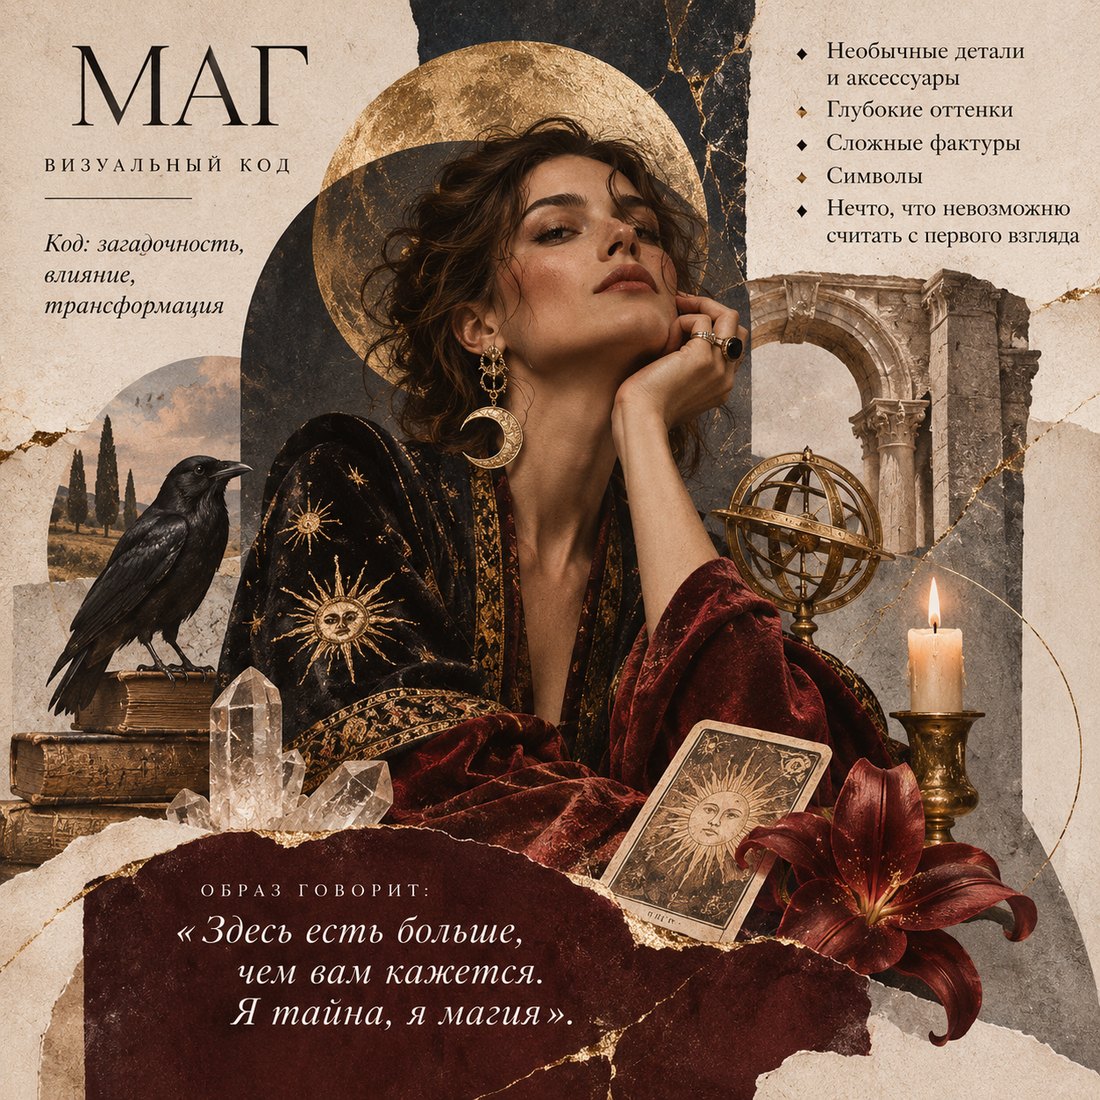 МАГ
ВИЗУАЛЬНЫЙ КОД
Код: загадочность,
влияние,
трансформация
Необычные детали
и аксессуары
Глубокие оттенки
Сложные фактуры
Символы
Нечто, что невозможно
считать с первого взгляда
ОБРАЗ ГОВОРИТ:
«Здесь есть больше,
чем вам кажется.
Я тайна, я магия».